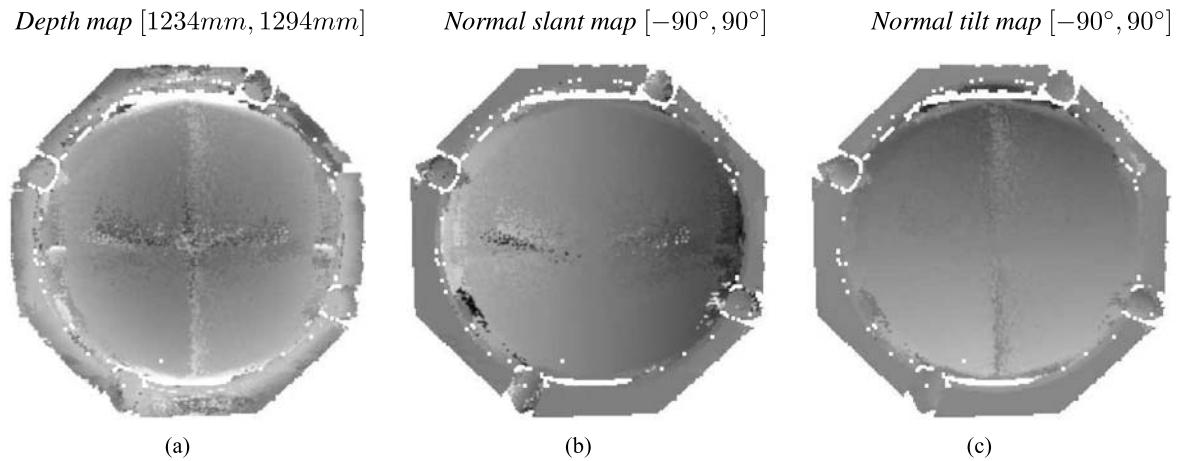 Depth map [1234mm, 1294mm] Normal slant map [−90°, 90°] Normal tilt map [−90°, 90°]
(a) (b) (c)